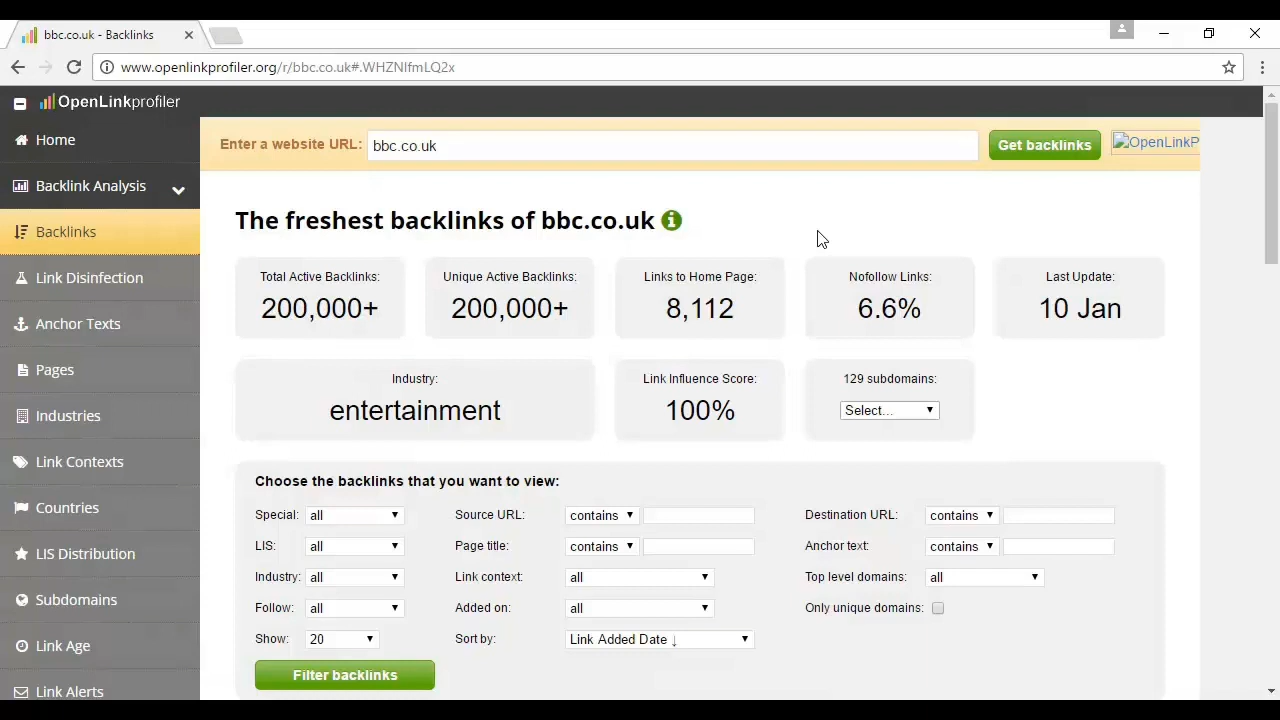 bbc.co.uk - Backlinks
www.openlinkprofiler.org/r/bbc.co.uk#.WHZNIfmLQ2x
OpenLinkprofiler
Home
Backlink Analysis
Backlinks
Link Disinfection
Anchor Texts
Pages
Industries
Link Contexts
Countries
LIS Distribution
Subdomains
Link Age
Link Alerts
Enter a website URL: bbc.co.uk Get backlinks OpenLinkP
The freshest backlinks of bbc.co.uk
Total Active Backlinks: Unique Active Backlinks: Links to Home Page: Nofollow Links: Last Update:
200,000+ 200,000+ 8,112 6.6% 10 Jan
Industry: Link Influence Score: 129 subdomains:
entertainment 100% Select...
Choose the backlinks that you want to view:
Special: all Source URL: contains Destination URL: contains
LIS: all Page title: contains Anchor text: contains
Industry: all Link context: all Top level domains: all
Follow: all Added on: all Only unique domains:
Show: 20 Sort by: Link Added Date ↓
Filter backlinks